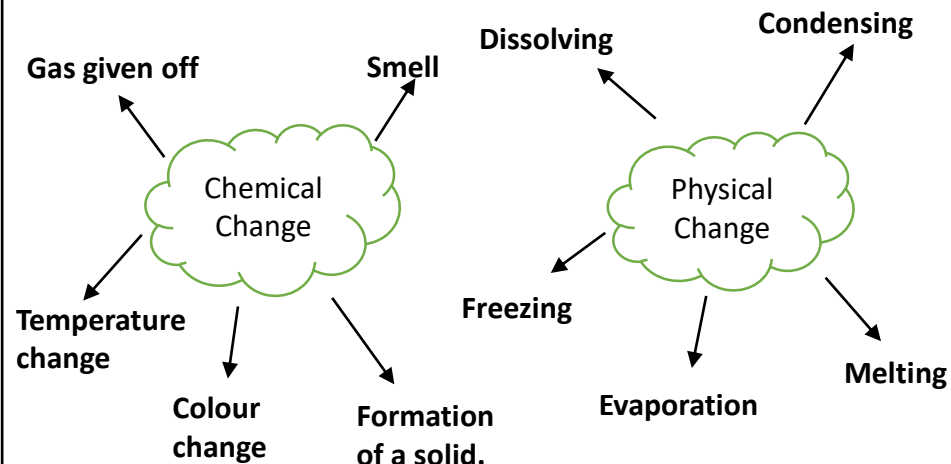 Gas given off
Smell
Chemical
Change
Temperature
change
Colour
change
Formation
of a solid.
Dissolving
Condensing
Physical
Change
Freezing
Evaporation
Melting